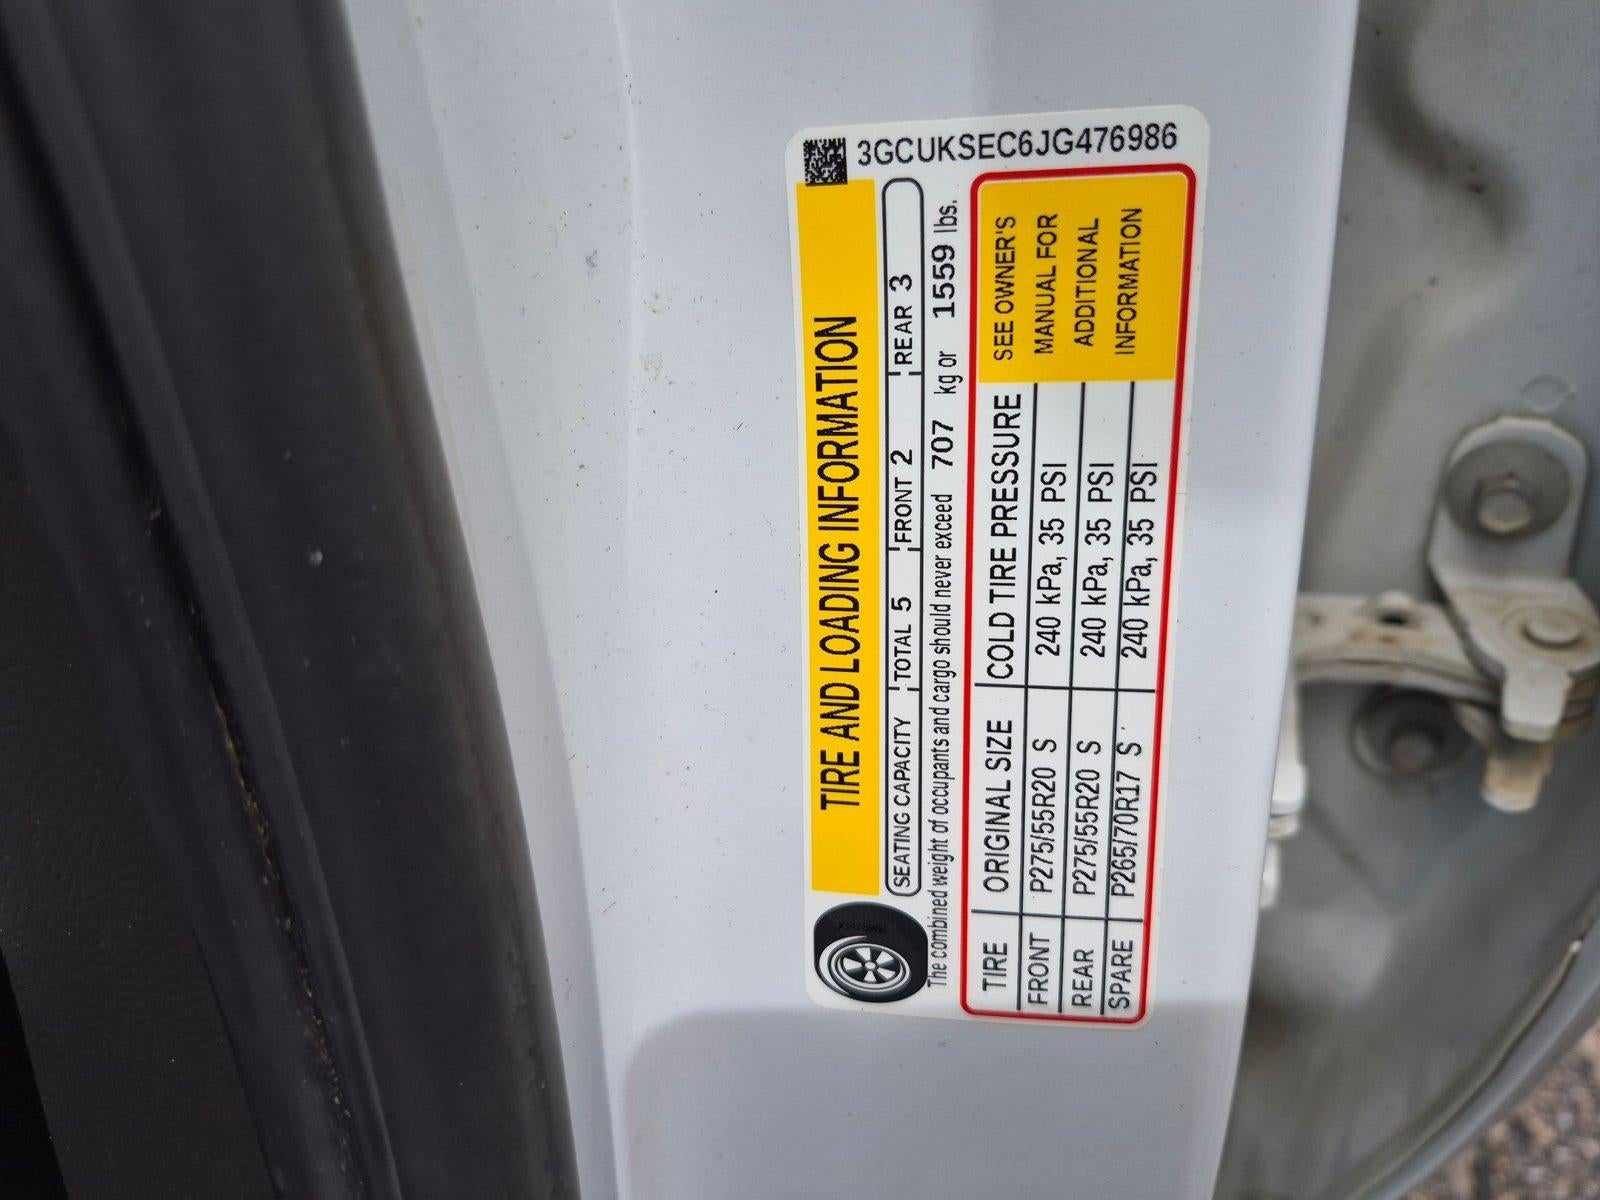 3GCUKSEC6JG476986
TIRE AND LOADING INFORMATION
SEATING CAPACITY TOTAL 5 FRONT 2 REAR 3
The combined weight of occupants and cargo should never exceed 707 kg or 1559 lbs.
TIRE ORIGINAL SIZE COLD TIRE PRESSURE
FRONT P275/55R20 S 240 kPa, 35 PSI
REAR P275/55R20 S 240 kPa, 35 PSI
SPARE P265/70R17 S 240 kPa, 35 PSI
SEE OWNER'S
MANUAL FOR
ADDITIONAL
INFORMATION
JG476986